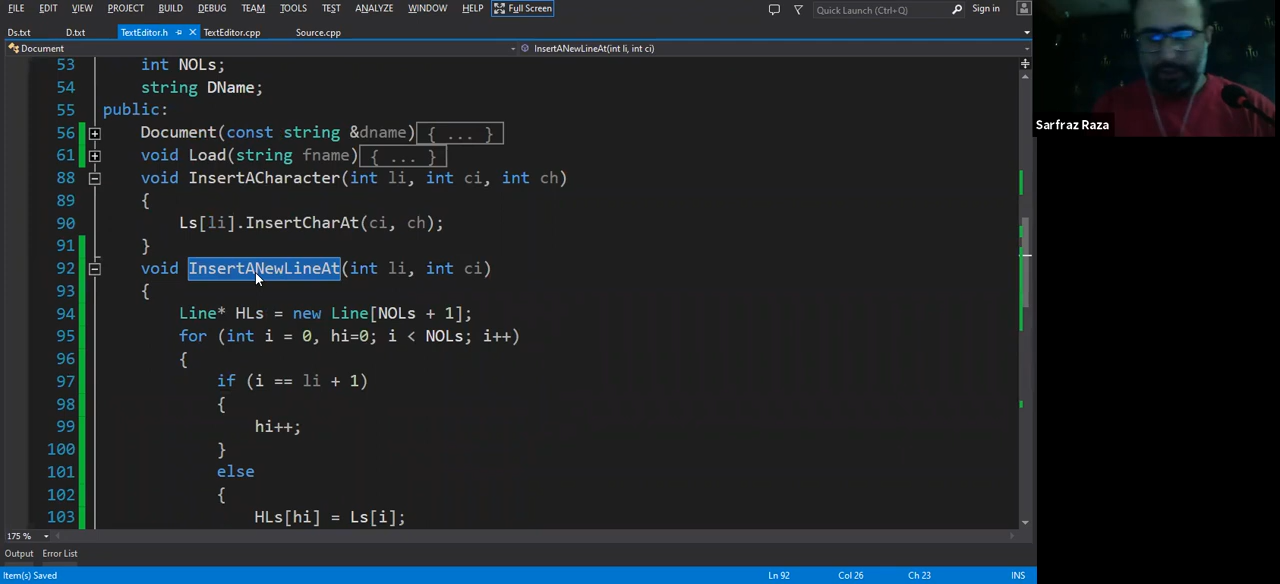 FILE EDIT VIEW PROJECT BUILD DEBUG TEAM TOOLS TEST ANALYZE WINDOW HELP Full Screen Quick Launch (Ctrl+Q) Sign in
Ds.txt D.txt TextEditor.h TextEditor.cpp Source.cpp
Document InsertANewLineAt(int li, int ci)
53 int NOLs;
54 string DName;
55 public:
56 Document(const string &dname){ ... }
61 void Load(string fname){ ... }
88 void InsertACharacter(int li, int ci, int ch)
89 {
90 Ls[li].InsertCharAt(ci, ch);
91 }
92 void InsertANewLineAt(int li, int ci)
93 {
94 Line* HLs = new Line[NOLs + 1];
95 for (int i = 0, hi=0; i < NOLs; i++)
96 {
97 if (i == li + 1)
98 {
99 hi++;
100 }
101 else
102 {
103 HLs[hi] = Ls[i];
175 %
Output Error List
Item(s) Saved Ln 92 Col 26 Ch 23 INS
Sarfraz Raza